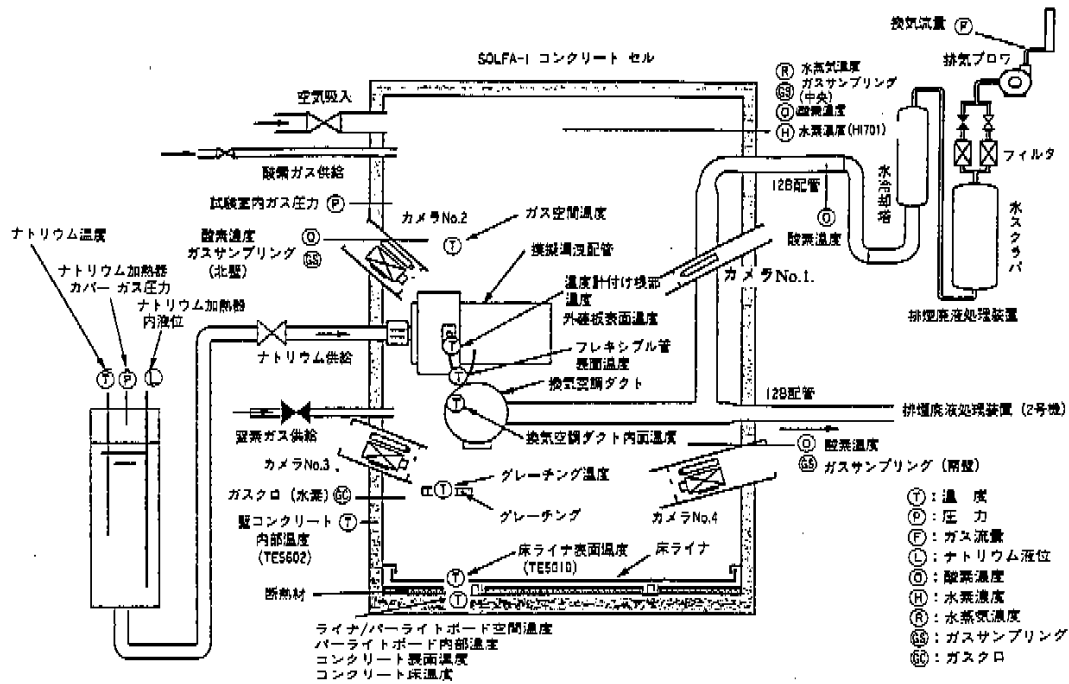 換気流量 Ⓕ
排気ブロワ
SOLFA-1 コンクリート セル
Ⓡ 水蒸気濃度
GS ガスサンプリング
(中央)
Ⓞ 酸素濃度
Ⓗ 水素濃度(H1701)
空気吸入
酸素ガス供給
フィルタ
水冷却塔
水スクラバ
12B配管
Ⓞ
酸素濃度
試験室内ガス圧力 Ⓟ
カメラNo.2
ガス空間温度
Ⓣ
酸素濃度 Ⓞ
ガスサンプリング GS
(北壁)
模擬漏洩配管
カメラNo.1.
温度計付け根部
温度
外装板表面温度
Ⓣ
排煙廃液処理装置
ナトリウム温度
ナトリウム加熱器
カバー ガス圧力
ナトリウム加熱器
内液位
Ⓣ Ⓟ Ⓛ
ナトリウム供給
フレキシブル管
表面温度
Ⓣ
換気空調ダクト
Ⓣ
12B配管
排煙廃液処理装置 (2号機)
窒素ガス供給
換気空調ダクト内面温度
Ⓞ 酸素濃度
GS ガスサンプリング (南壁)
カメラNo.3
グレーチング温度
Ⓣ
ガスクロ (水素) GC
グレーチング
カメラNo.4
壁コンクリート Ⓣ
内部温度
(TE5602)
床ライナ表面温度
(TE5010)
床ライナ
Ⓣ
断熱材
Ⓣ
ライナ/パーライトボード空間温度
パーライトボード内部温度
コンクリート表面温度
コンクリート床温度
Ⓣ：温 度
Ⓟ：圧 力
Ⓕ：ガス流量
Ⓛ：ナトリウム液位
Ⓞ：酸素濃度
Ⓗ：水素濃度
Ⓡ：水蒸気濃度
GS：ガスサンプリング
GC：ガスクロ